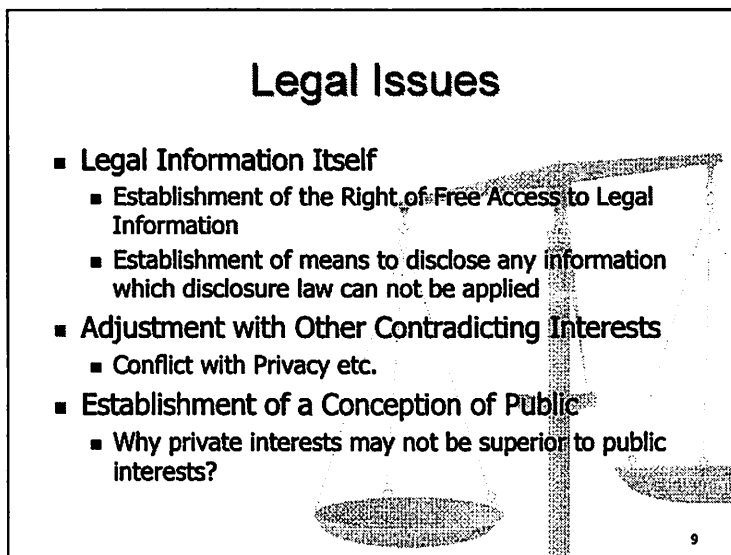 Legal Issues
■ Legal Information Itself
■ Establishment of the Right of Free Access to Legal
Information
■ Establishment of means to disclose any information
which disclosure law can not be applied
■ Adjustment with Other Contradicting Interests
■ Conflict with Privacy etc.
■ Establishment of a Conception of Public
■ Why private interests may not be superior to public
interests?
9